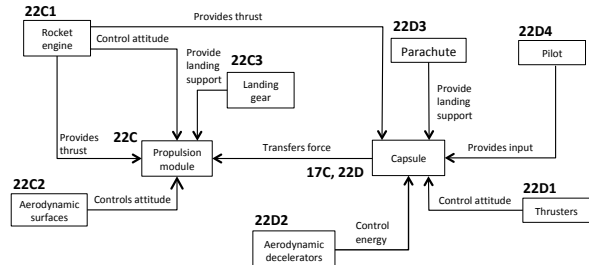 22C1
Rocket
engine
Provides thrust
Control attitude
22D3
Parachute
22D4
Pilot
Provide
landing
support
22C3
Landing
gear
Provide
landing
support
Provides
thrust
22C
Propulsion
module
Transfers force
Capsule
17C, 22D
Provides input
22C2
Aerodynamic
surfaces
Controls attitude
22D2
Aerodynamic
decelerators
Control
energy
Control attitude
22D1
Thrusters